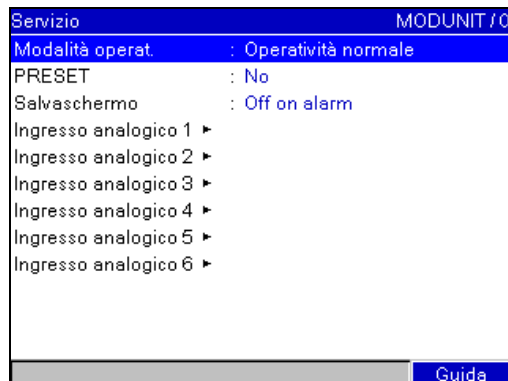 Servizio MODUNIT / 0
Modalità operat. : Operatività normale
PRESET : No
Salvaschermo : Off on alarm
Ingresso analogico 1 ►
Ingresso analogico 2 ►
Ingresso analogico 3 ►
Ingresso analogico 4 ►
Ingresso analogico 5 ►
Ingresso analogico 6 ►
Guida